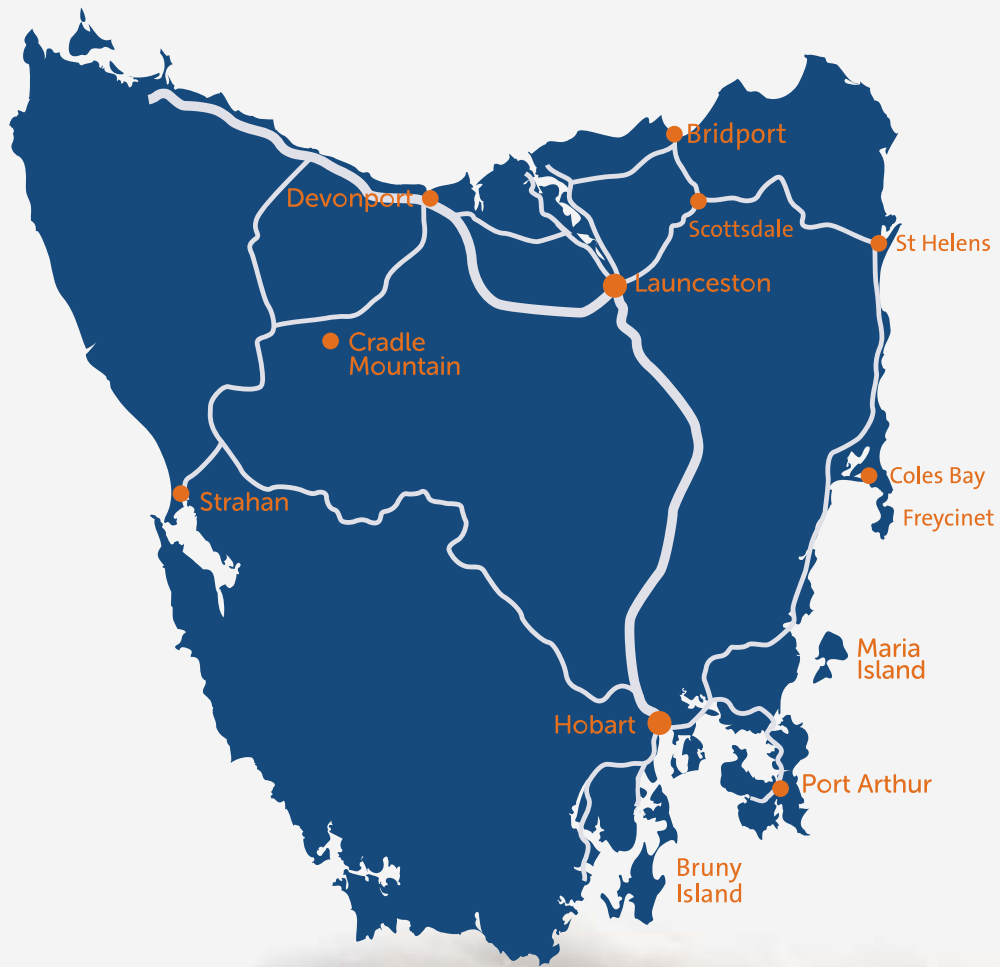 Bridport
Devonport
Scottsdale
St Helens
Launceston
Cradle
Mountain
Coles Bay
Strahan
Freycinet
Maria
Island
Hobart
Port Arthur
Bruny
Island